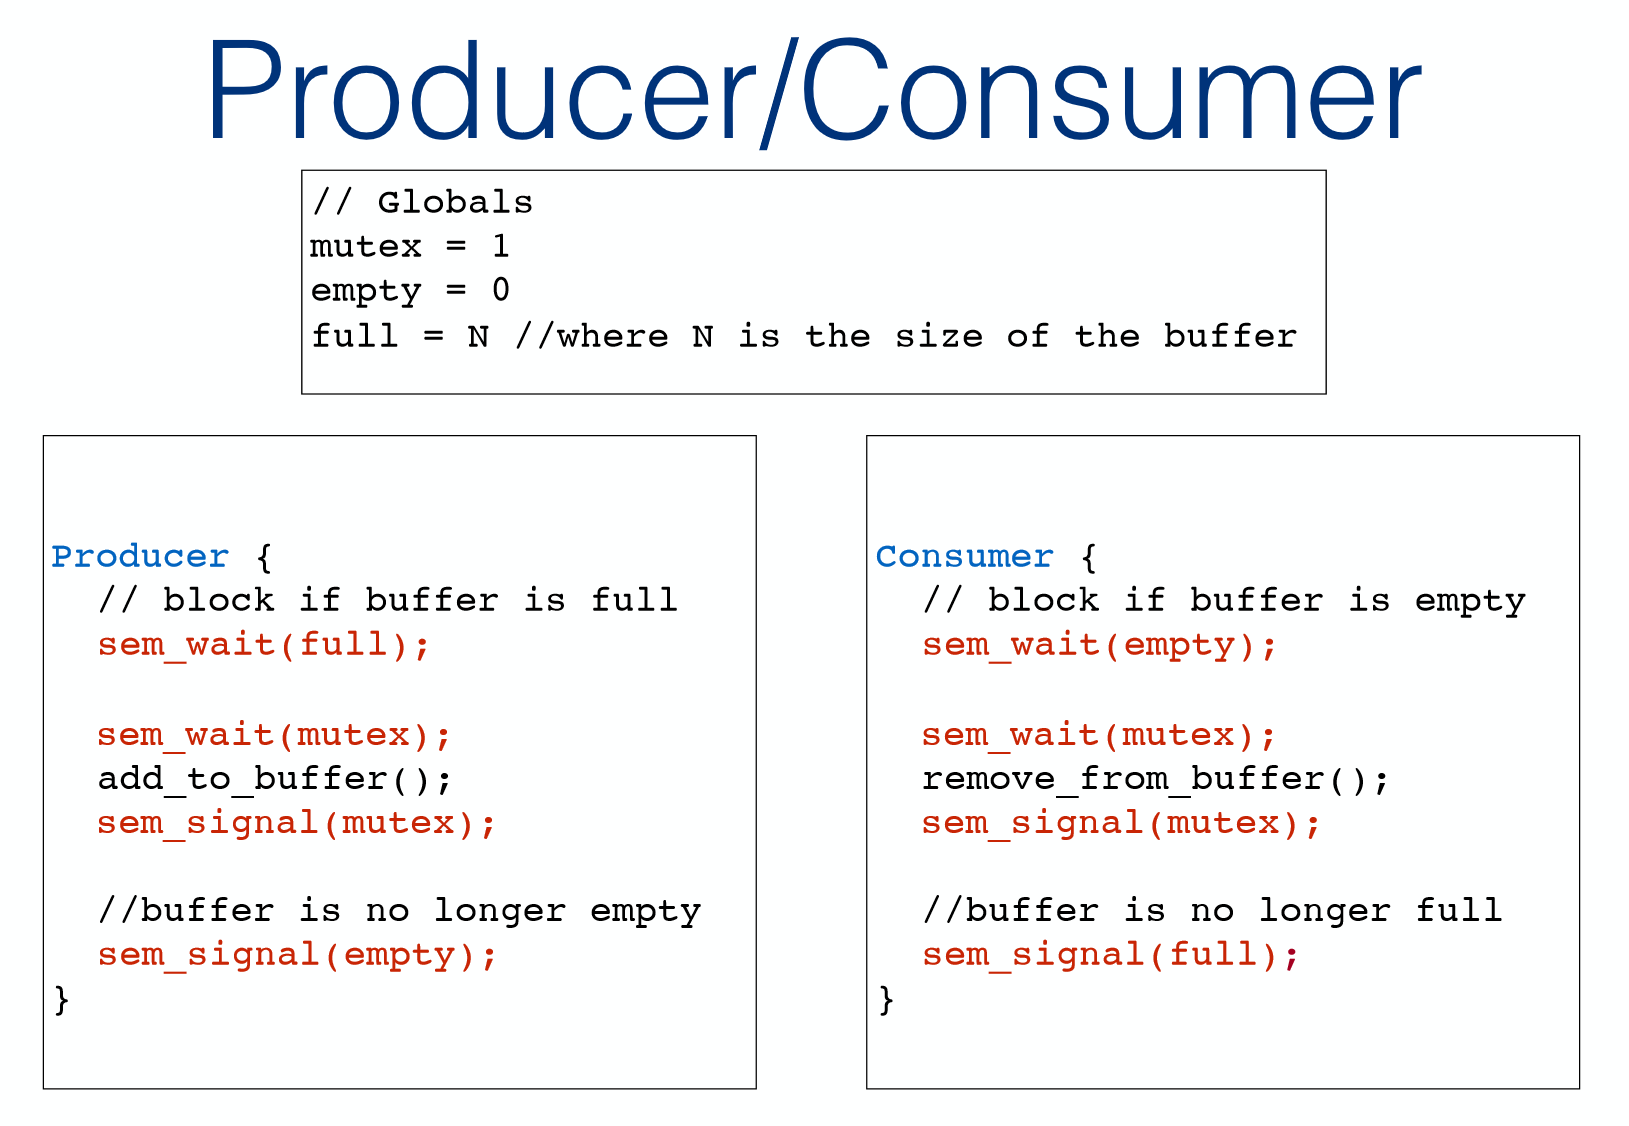 Producer/Consumer
// Globals
mutex = 1
empty = 0
full = N //where N is the size of the buffer
Producer {
// block if buffer is full
sem_wait(full);
sem_wait(mutex);
add_to_buffer();
sem_signal(mutex);
//buffer is no longer empty
sem_signal(empty);
}
Consumer {
// block if buffer is empty
sem_wait(empty);
sem_wait(mutex);
remove_from_buffer();
sem_signal(mutex);
//buffer is no longer full
sem_signal(full);
}